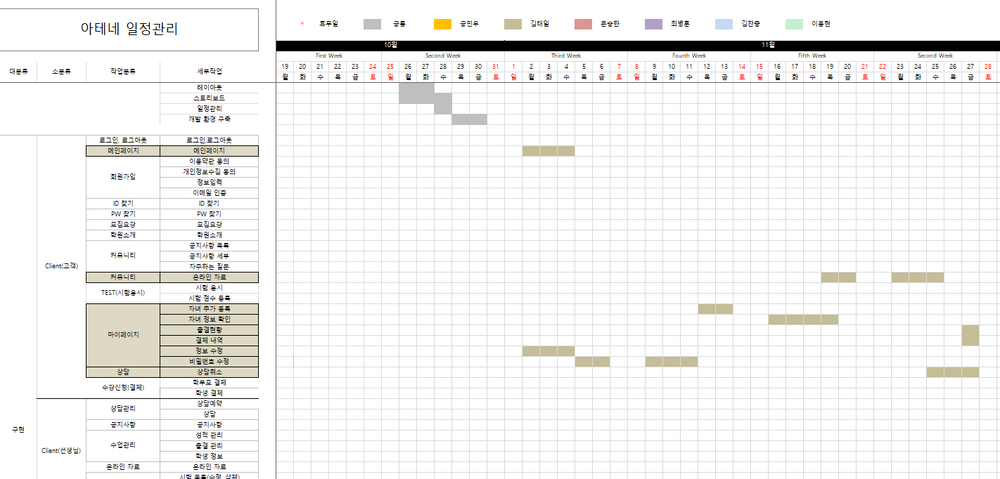 아테네 일정관리
* 휴무일 공통 공민우 김태일 문승한 최병훈 김찬중 이동현
10월 11월
First Week Second Week Third Week Fourth Week Fifth Week Second Week
대분류 소분류 작업분류 세부작업
19 20 21 22 23 24 25 26 27 28 29 30 31 1 2 3 4 5 6 7 8 9 10 11 12 13 14 15 16 17 18 19 20 21 22 23 24 25 26 27 28
월 화 수 목 금 토 일 월 화 수 목 금 토 일 월 화 수 목 금 토 일 월 화 수 목 금 토 일 월 화 수 목 금 토 일 월 화 수 목 금 토
레이아웃
스토리보드
일정관리
개발 환경 구축
구현
Client(고객)
로그인, 로그아웃 로그인,로그아웃
메인페이지 메인페이지
회원가입
이용약관 동의
개인정보수집 동의
정보입력
이메일 인증
ID 찾기 ID 찾기
PW 찾기 PW 찾기
모집요강 모집요강
학원소개 학원소개
커뮤니티
공지사항 목록
공지사항 세부
자주하는 질문
커뮤니티 온라인 자료
TEST(시험응시)
시험 응시
시험 점수 등록
마이페이지
자녀 추가 등록
자녀 정보 확인
출결현황
결제 내역
정보 수정
비밀번호 수정
상담 상담취소
수강신청(결제)
학부모 결제
학생 결제
Client(선생님)
상담관리
상담예약
상담
공지사항 공지사항
수업관리
성적 관리
출결 관리
학생 정보
온라인 자료 온라인 자료
시험 목록(수정, 삭제)